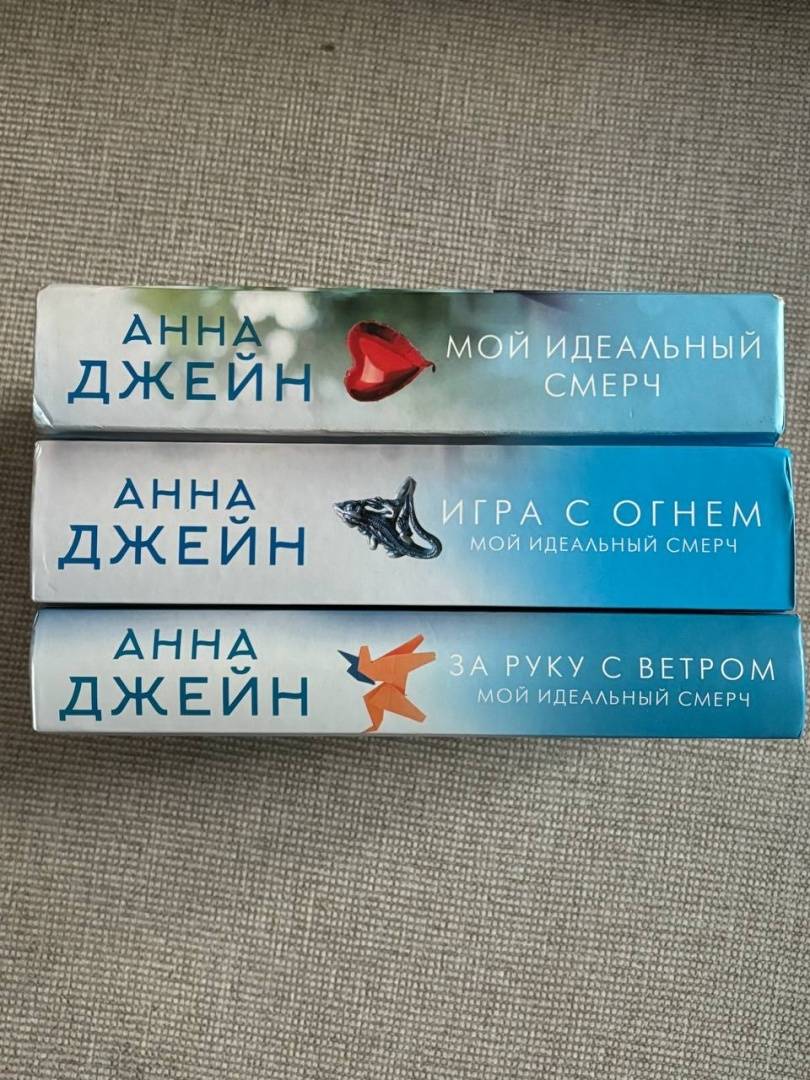 АННА
ДЖЕЙН
МОЙ ИДЕАЛЬНЫЙ
СМЕРЧ
АННА
ДЖЕЙН
ИГРА С ОГНЕМ
МОЙ ИДЕАЛЬНЫЙ СМЕРЧ
АННА
ДЖЕЙН
ЗА РУКУ С ВЕТРОМ
МОЙ ИДЕАЛЬНЫЙ СМЕРЧ